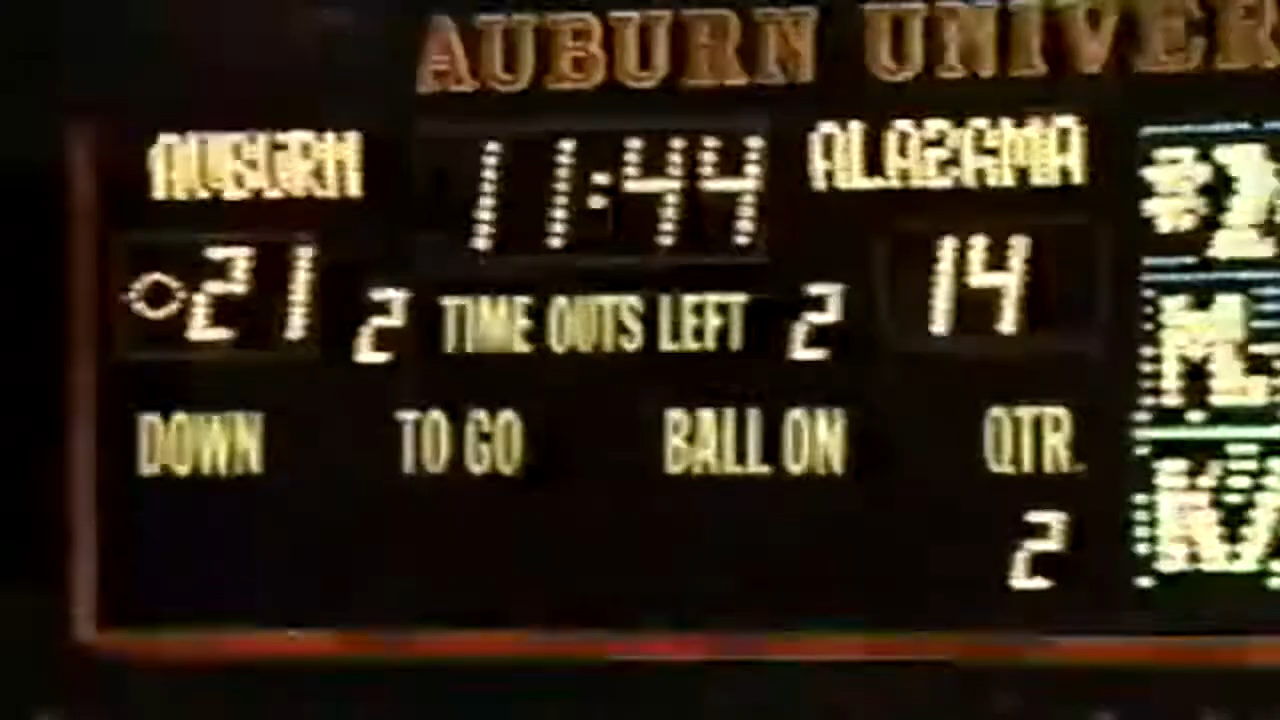 AUBURN UNIVER
AUBURN 11:44 ALABAMA
21 2 TIME OUTS LEFT 2 14
DOWN TO GO BALL ON QTR.
2